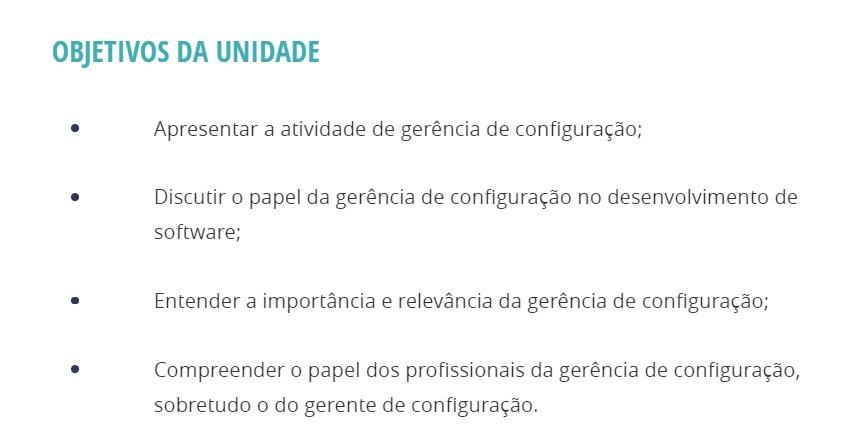 OBJETIVOS DA UNIDADE
• Apresentar a atividade de gerência de configuração;
• Discutir o papel da gerência de configuração no desenvolvimento de
software;
• Entender a importância e relevância da gerência de configuração;
• Compreender o papel dos profissionais da gerência de configuração,
sobretudo o do gerente de configuração.